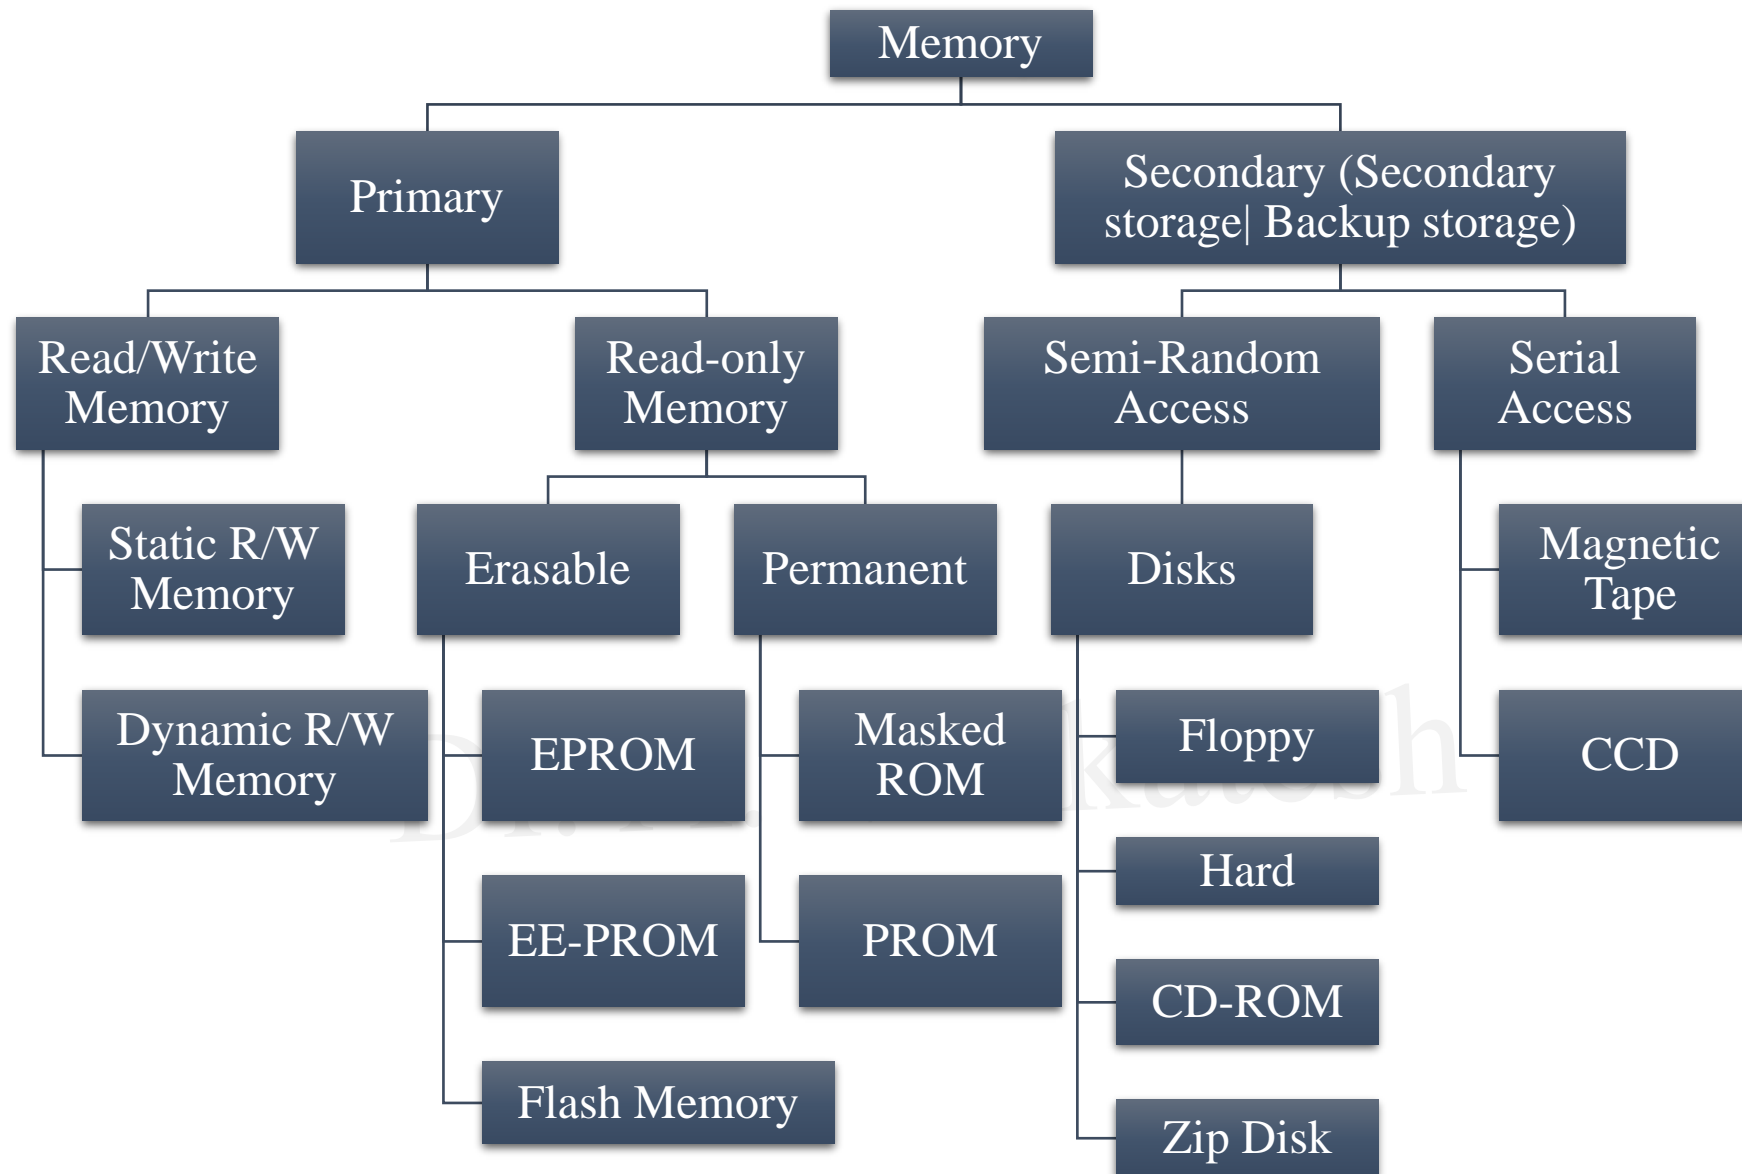 Memory
Primary
Secondary (Secondary
storage| Backup storage)
Read/Write
Memory
Read-only
Memory
Semi-Random
Access
Serial
Access
Static R/W
Memory
Erasable
Permanent
Disks
Magnetic
Tape
Dynamic R/W
Memory
EPROM
Masked
ROM
Floppy
CCD
Hard
EE-PROM
PROM
CD-ROM
Flash Memory
Zip Disk